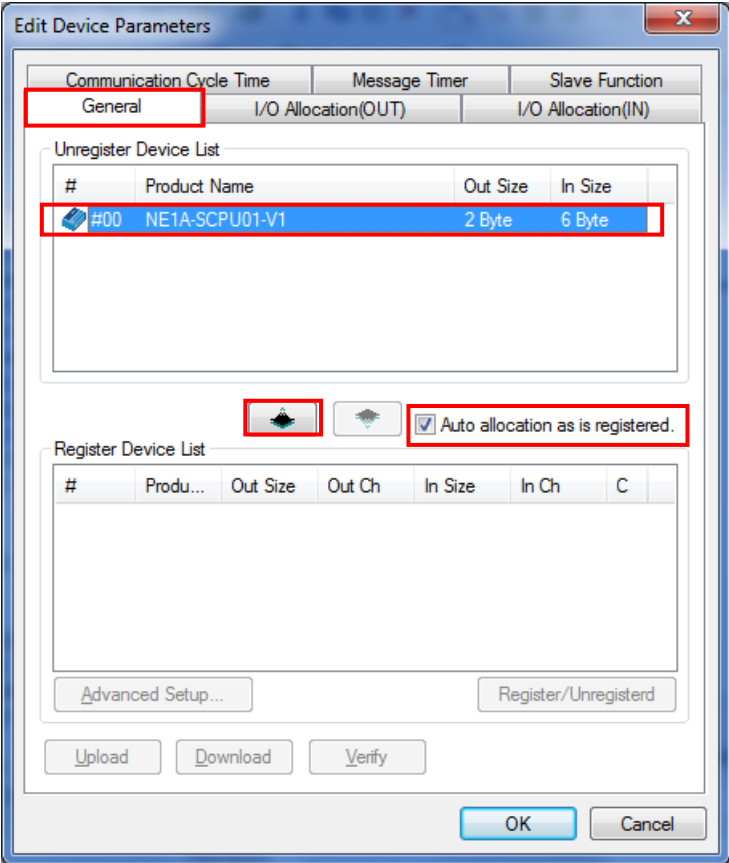 Edit Device Parameters
X
Communication Cycle Time Message Timer Slave Function
General I/O Allocation(OUT) I/O Allocation(IN)
Unregister Device List
# Product Name Out Size In Size
#00 NE1A-SCPU01-V1 2 Byte 6 Byte
Auto allocation as is registered.
Register Device List
# Produ... Out Size Out Ch In Size In Ch C
Advanced Setup... Register/Unregisterd
Upload Download Verify
OK Cancel